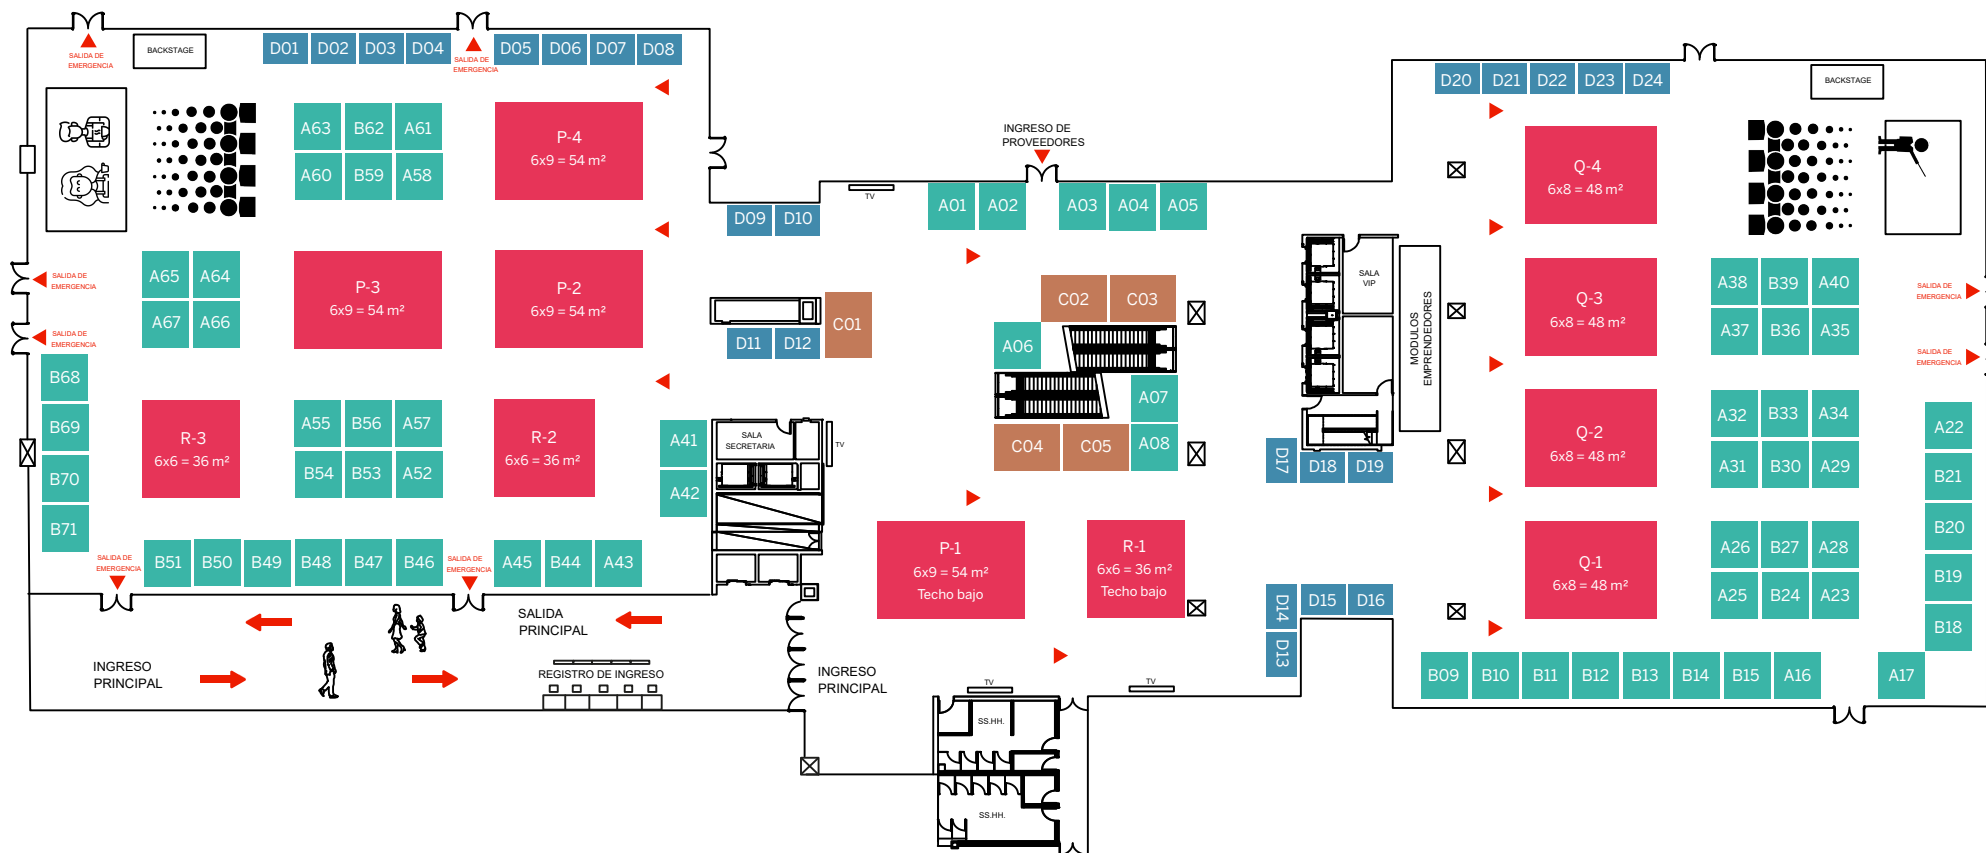 SALIDA DE
EMERGENCIA
BACKSTAGE
D01
D02
D03
D04
SALIDA DE
EMERGENCIA
D05
D06
D07
D08
A63
B62
A61
A60
B59
A58
P-4
6x9 = 54 m²
A65
A64
A67
A66
P-3
6x9 = 54 m²
P-2
6x9 = 54 m²
SALIDA DE
EMERGENCIA
SALIDA DE
EMERGENCIA
B68
B69
B70
B71
R-3
6x6 = 36 m²
A55
B56
A57
B54
B53
A52
R-2
6x6 = 36 m²
A41
A42
SALIDA DE
EMERGENCIA
B51
B50
B49
B48
B47
B46
SALIDA DE
EMERGENCIA
A45
B44
A43
SALIDA
PRINCIPAL
INGRESO
PRINCIPAL
REGISTRO DE INGRESO
INGRESO
PRINCIPAL
D09
D10
TV
D11
D12
C01
SALA
SECRETARIA
TV
INGRESO DE
PROVEEDORES
A01
A02
A03
A04
A05
C02
C03
A06
A07
C04
C05
A08
P-1
6x9 = 54 m²
Techo bajo
R-1
6x6 = 36 m²
Techo bajo
TV
TV
SS.HH.
SS.HH.
SALA
VIP
MODULOS
EMPRENDEDORES
D17
D18
D19
D14
D15
D16
D13
D20
D21
D22
D23
D24
BACKSTAGE
Q-4
6x8 = 48 m²
Q-3
6x8 = 48 m²
A38
B39
A40
A37
B36
A35
SALIDA DE
EMERGENCIA
SALIDA DE
EMERGENCIA
Q-2
6x8 = 48 m²
A32
B33
A34
A31
B30
A29
Q-1
6x8 = 48 m²
A26
B27
A28
A25
B24
A23
A22
B21
B20
B19
B18
B09
B10
B11
B12
B13
B14
B15
A16
A17